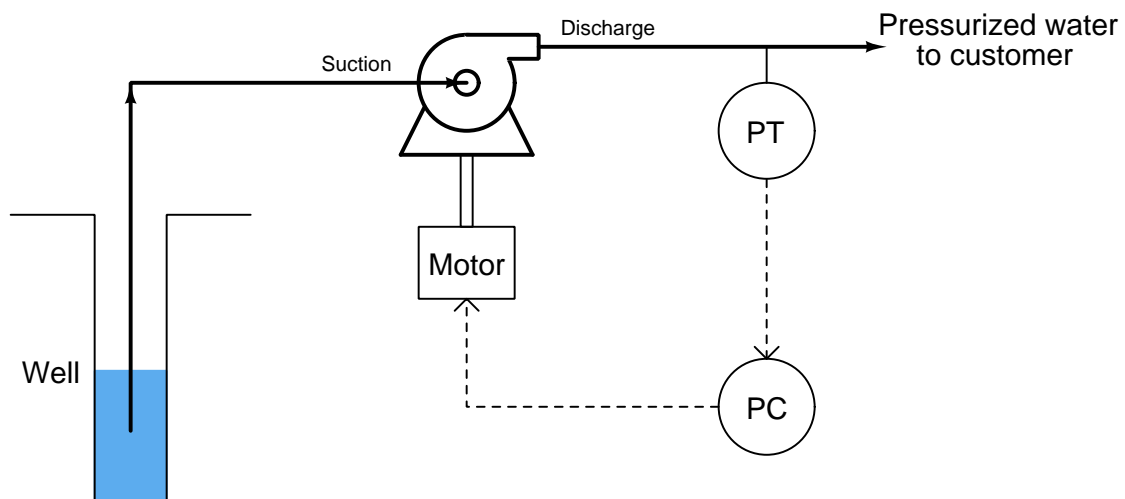 Pressurized water
to customer
Discharge
Suction
PT
Motor
Well
PC